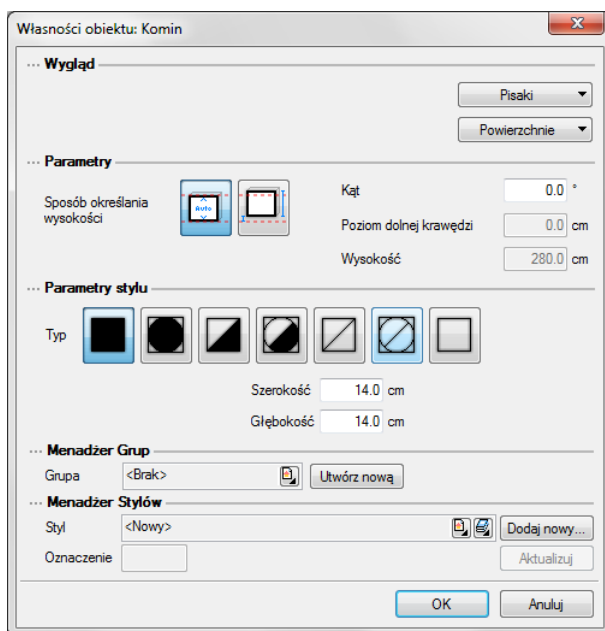 Własności obiektu: Komin
Wygląd
Pisaki
Powierzchnie
Parametry
Sposób określania
wysokości
Auto
Kąt 0.0 °
Poziom dolnej krawędzi 0.0 cm
Wysokość 280.0 cm
Parametry stylu
Typ
Szerokość 14.0 cm
Głębokość 14.0 cm
Menadżer Grup
Grupa <Brak> Utwórz nową
Menadżer Stylów
Styl <Nowy> Dodaj nowy...
Oznaczenie Aktualizuj
OK Anuluj